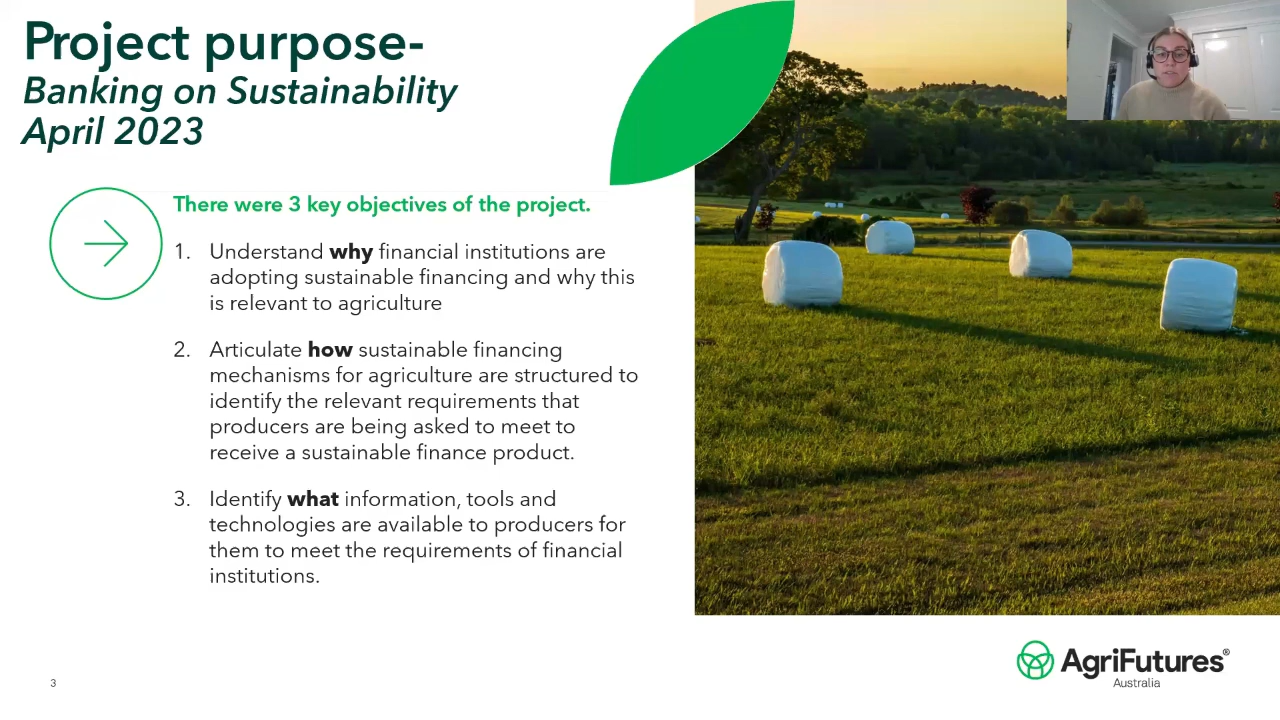 Project purpose-
Banking on Sustainability
April 2023
There were 3 key objectives of the project.
1. Understand why financial institutions are
adopting sustainable financing and why this
is relevant to agriculture
2. Articulate how sustainable financing
mechanisms for agriculture are structured to
identify the relevant requirements that
producers are being asked to meet to
receive a sustainable finance product.
3. Identify what information, tools and
technologies are available to producers for
them to meet the requirements of financial
institutions.
3
AgriFutures®
Australia